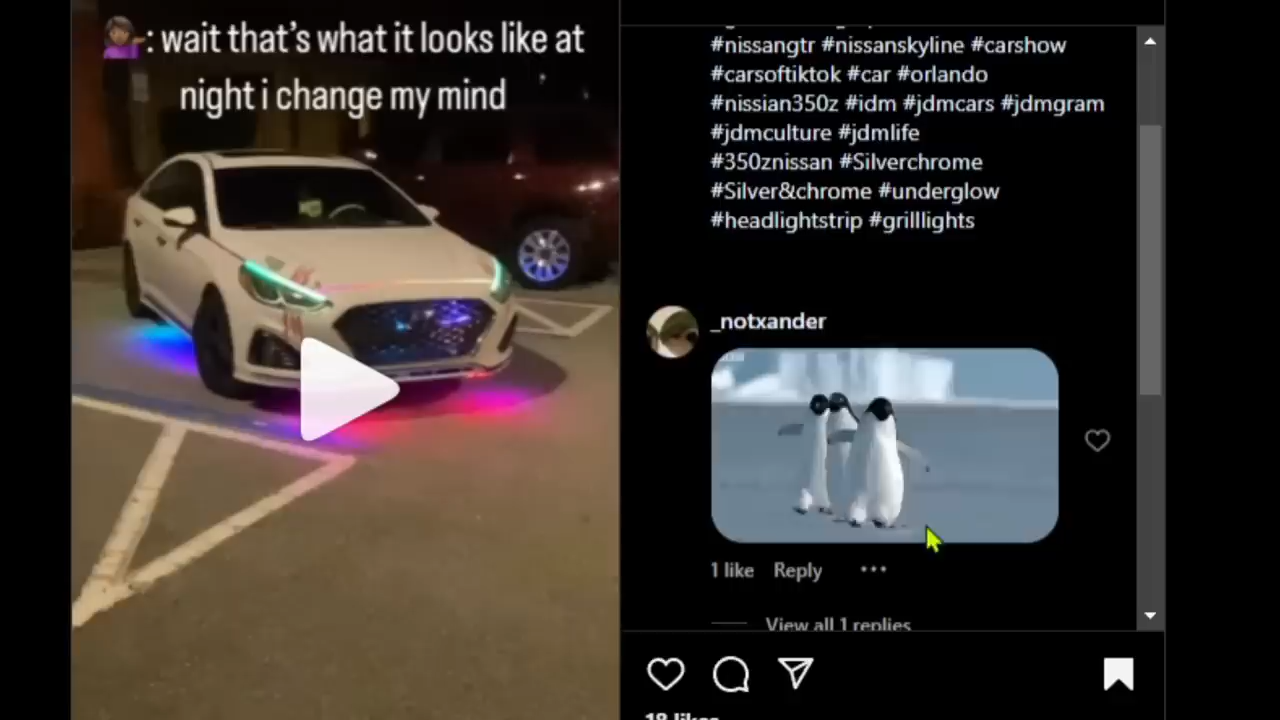 : wait that's what it looks like at
night i change my mind
#nissangtr #nissanskyline #carshow
#carsoftiktok #car #orlando
#nissian350z #idm #jdmcars #jdmgram
#jdmculture #jdmlife
#350znissan #Silverchrome
#Silver&chrome #underglow
#headlightstrip #grilllights
_notxander
1 like Reply
View all 1 replies
18 likes